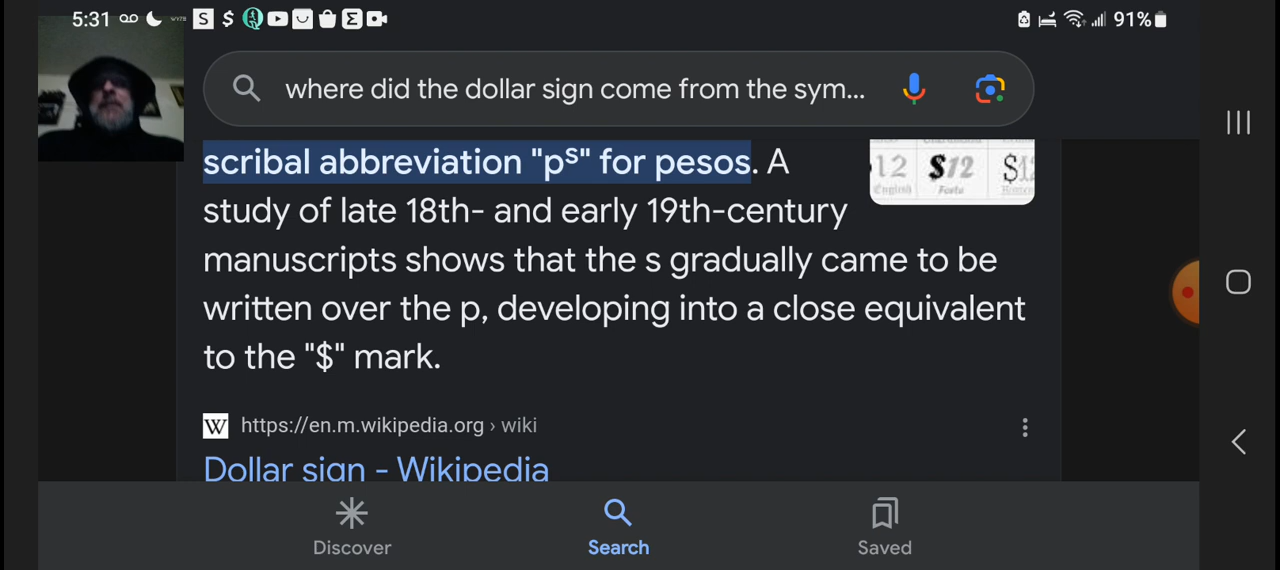 5:31 S $ 91%
where did the dollar sign come from the sym...
scribal abbreviation "pˢ" for pesos. A
12 $12 $1
English
study of late 18th- and early 19th-century
manuscripts shows that the s gradually came to be
written over the p, developing into a close equivalent
to the "$" mark.
W https://en.m.wikipedia.org › wiki
Dollar sign - Wikipedia
Discover Search Saved